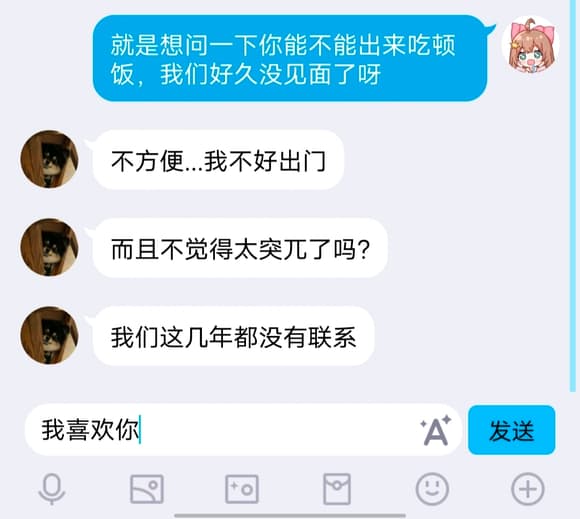 就是想问一下你能不能出来吃顿
饭，我们好久没见面了呀
不方便...我不好出门
而且不觉得太突兀了吗?
我们这几年都没有联系
我喜欢你
A
发送